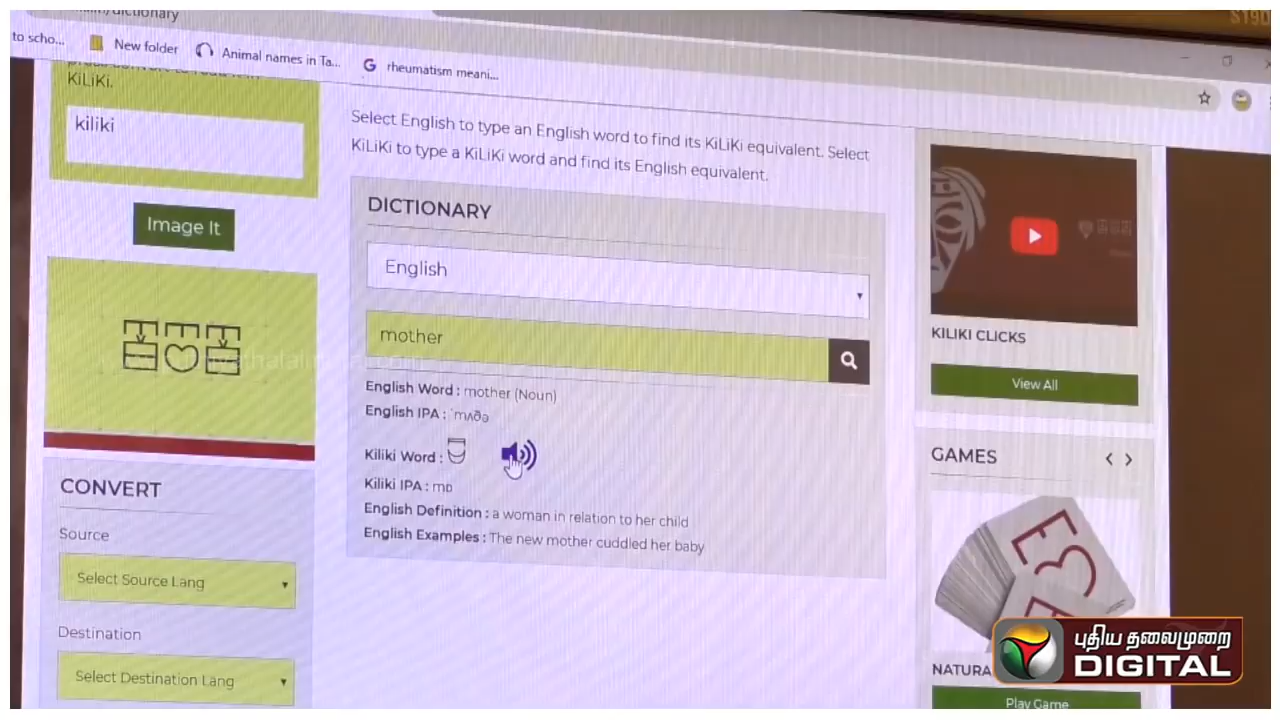 /dictionary
to scho...
New folder
Animal names in Ta...
G rheumatism meani...
KiLiKi.
kiliki
Image It
CONVERT
Source
Select Source Lang
Destination
Select Destination Lang
Select English to type an English word to find its KiLiKi equivalent. Select
KiLiKi to type a KiLiKi word and find its English equivalent.
DICTIONARY
English
mother
English Word : mother (Noun)
English IPA : ˈmʌðə
Kiliki Word :
Kiliki IPA : mɒ
English Definition : a woman in relation to her child
English Examples : The new mother cuddled her baby
KILIKI CLICKS
View All
GAMES
< >
NATURA
Play Game
புதிய தலைமுறை
DIGITAL